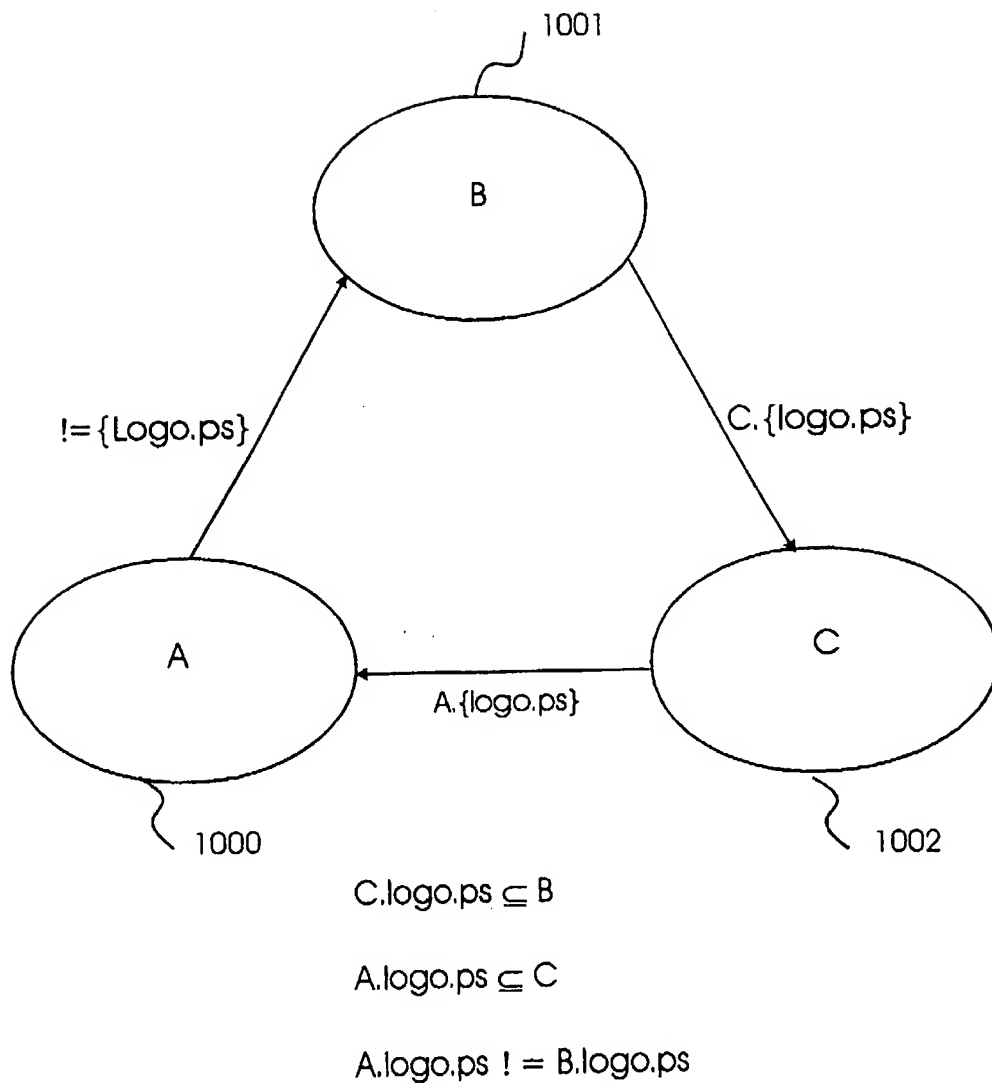 1001
B
!={Logo.ps}
C.{logo.ps}
A
C
A.{logo.ps}
1000
1002
C.logo.ps ⊆ B
A.logo.ps ⊆ C
A.logo.ps ! = B.logo.ps